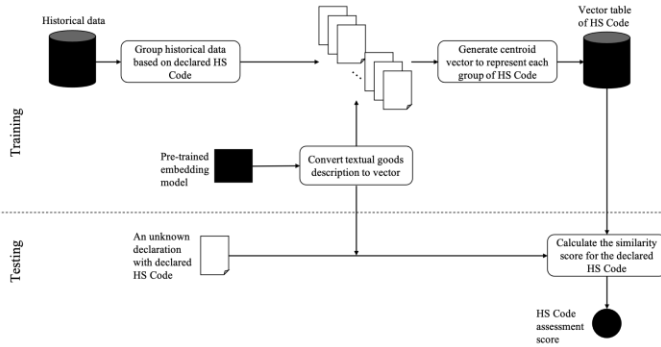 Historical data
Vector table
of HS Code
Group historical data
based on declared HS
Code
Generate centroid
vector to represent each
group of HS Code
Training
Pre-trained
embedding
model
Convert textual goods
description to vector
Testing
An unknown
declaration
with declared
HS Code
Calculate the similarity
score for the declared
HS Code
HS Code
assessment
score